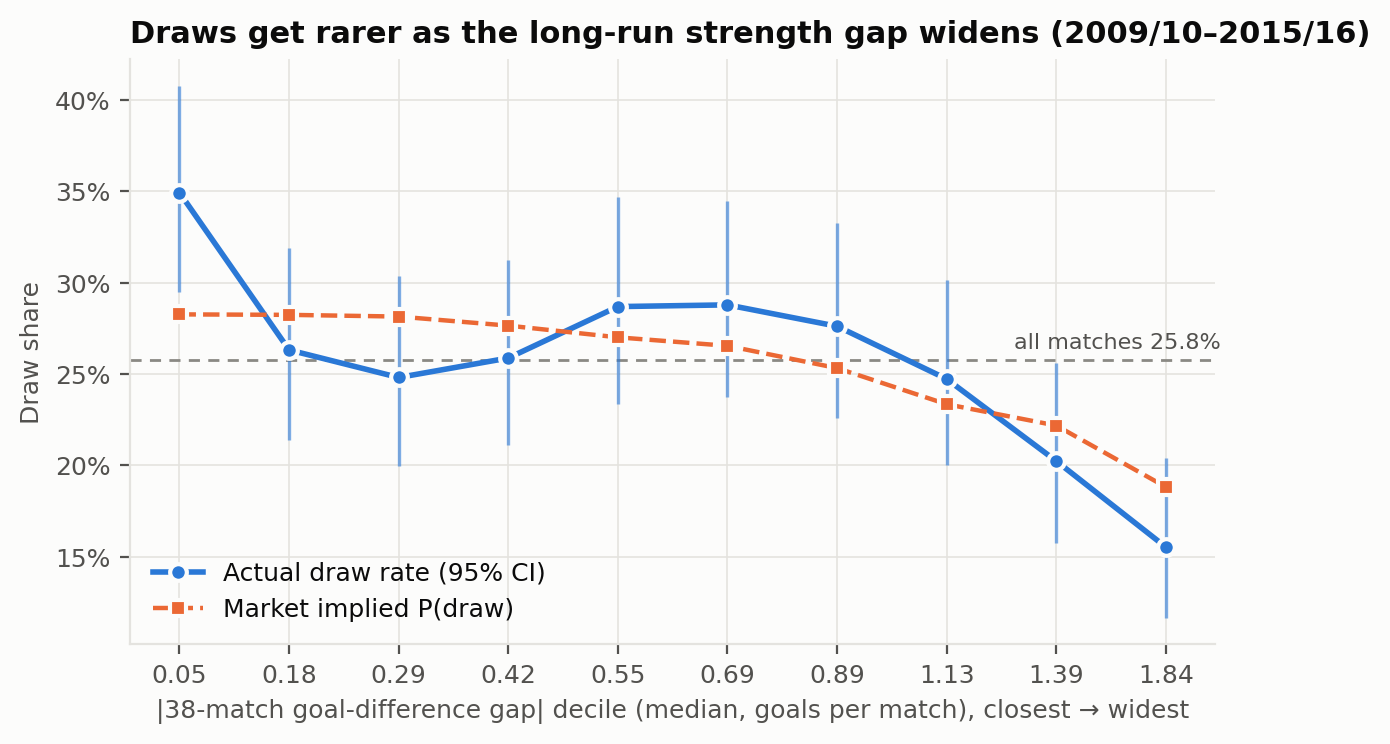 Draws get rarer as the long-run strength gap widens (2009/10–2015/16)
40%
35%
30%
25%
20%
15%
Draw share
all matches 25.8%
Actual draw rate (95% CI)
Market implied P(draw)
0.05 0.18 0.29 0.42 0.55 0.69 0.89 1.13 1.39 1.84
|38-match goal-difference gap| decile (median, goals per match), closest → widest